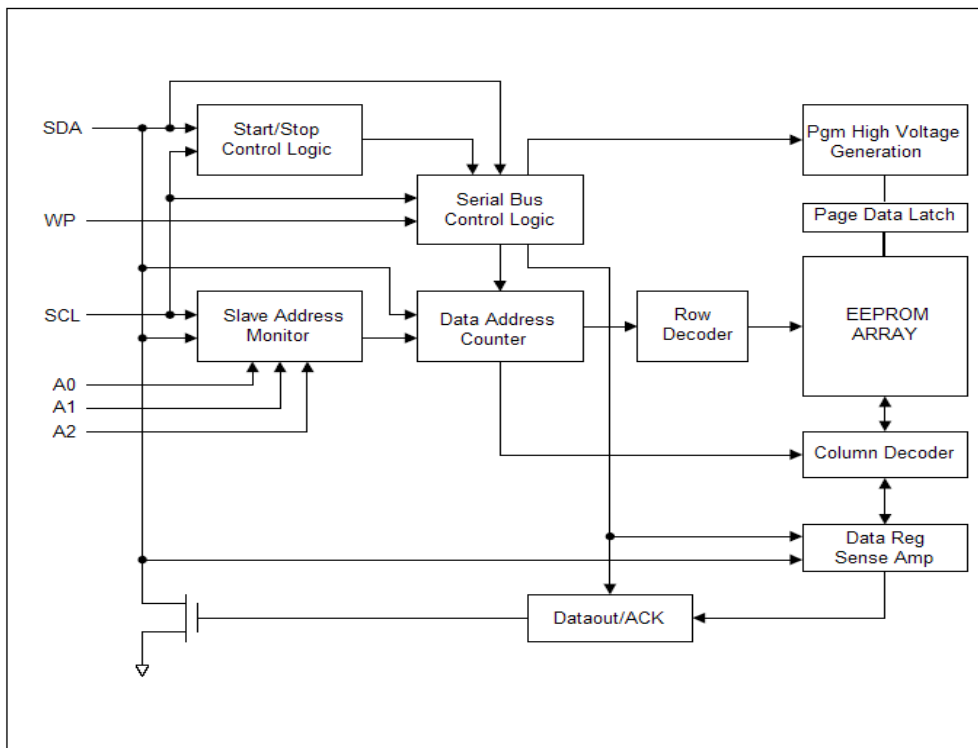 SDA
Start/Stop
Control Logic
Pgm High Voltage
Generation
WP
Serial Bus
Control Logic
Page Data Latch
SCL
Slave Address
Monitor
Data Address
Counter
Row
Decoder
EEPROM
ARRAY
A0
A1
A2
Column Decoder
Data Reg
Sense Amp
Dataout/ACK